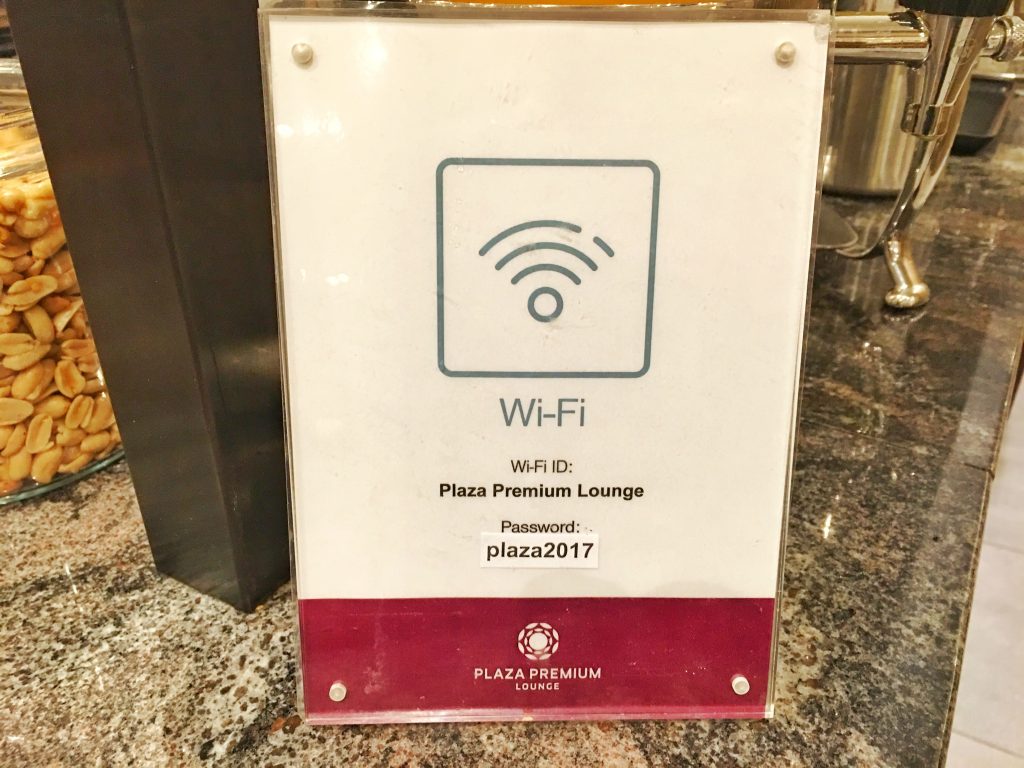 Wi-Fi
Wi-Fi ID:
Plaza Premium Lounge
Password:
plaza2017
PLAZA PREMIUM
LOUNGE